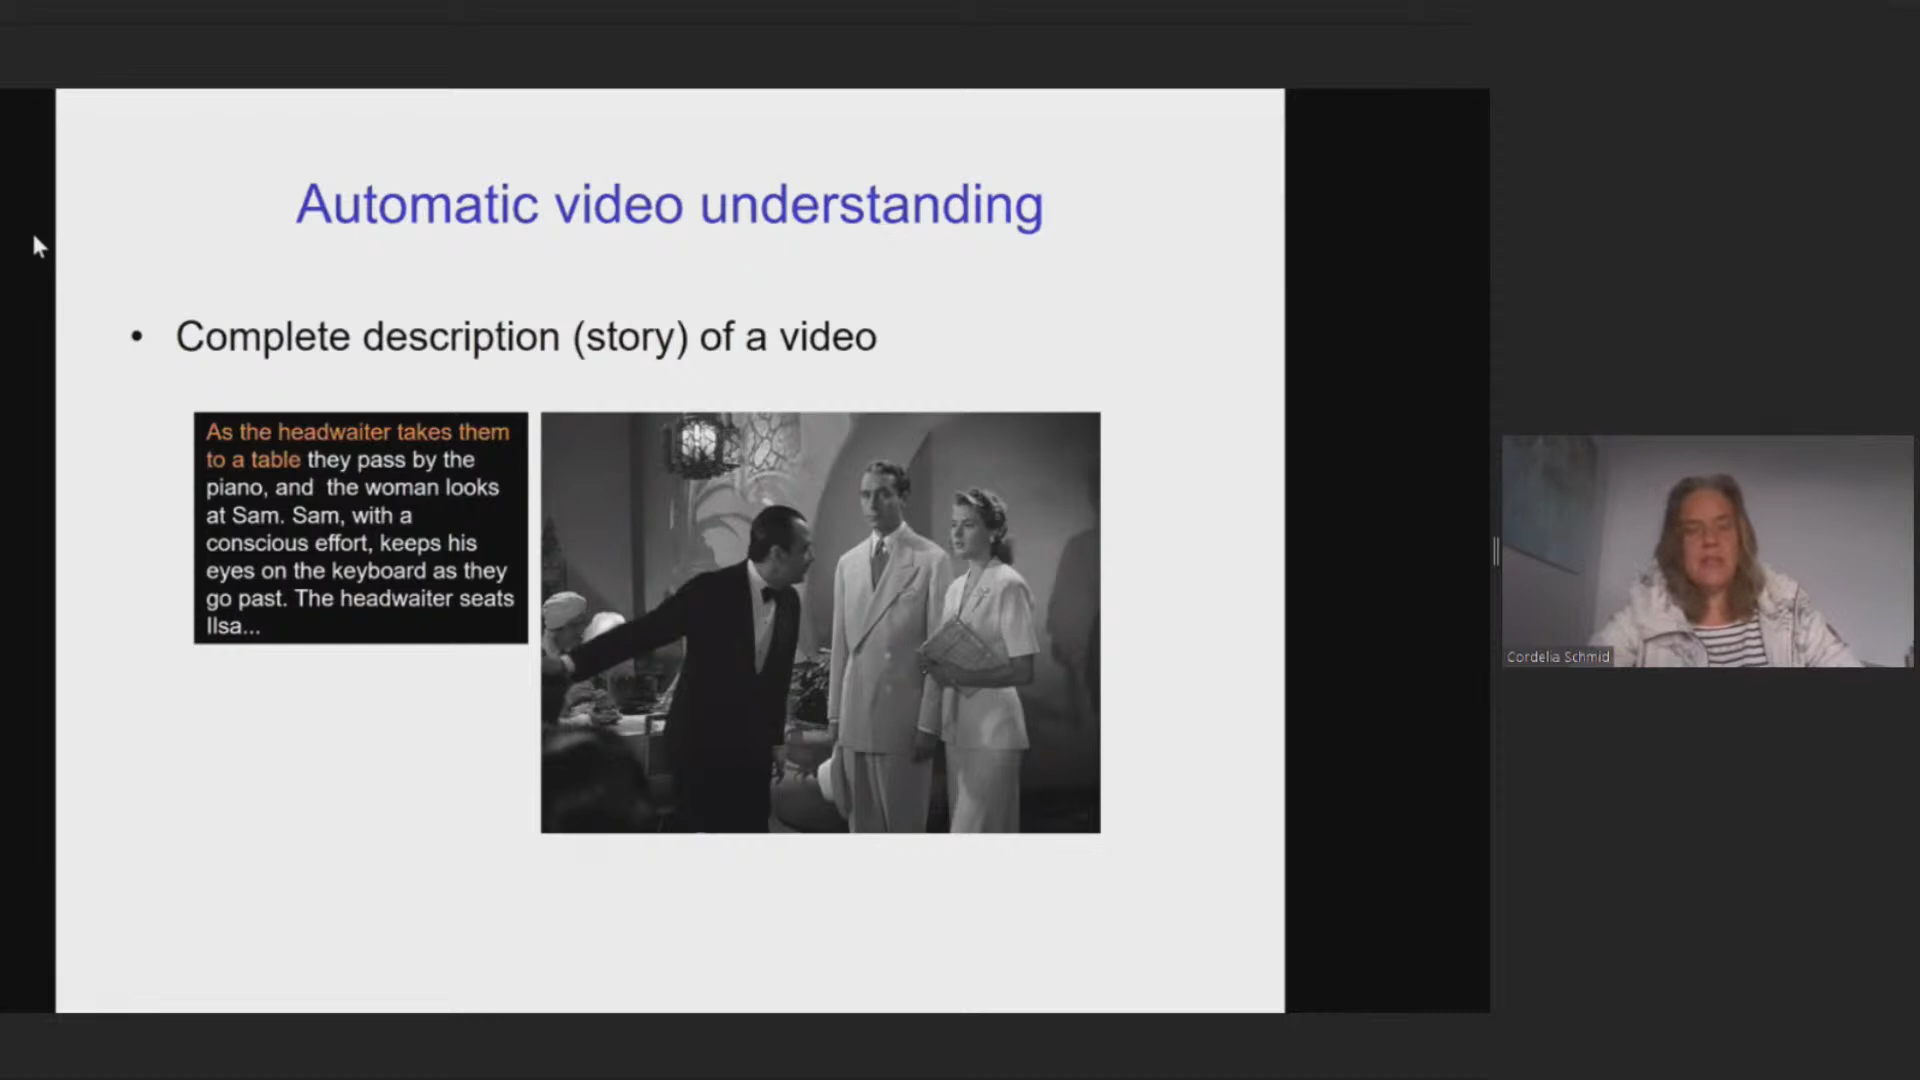 Automatic video understanding
• Complete description (story) of a video
As the headwaiter takes them
to a table they pass by the
piano, and  the woman looks
at Sam. Sam, with a
conscious effort, keeps his
eyes on the keyboard as they
go past. The headwaiter seats
Ilsa...
Cordelia Schmid